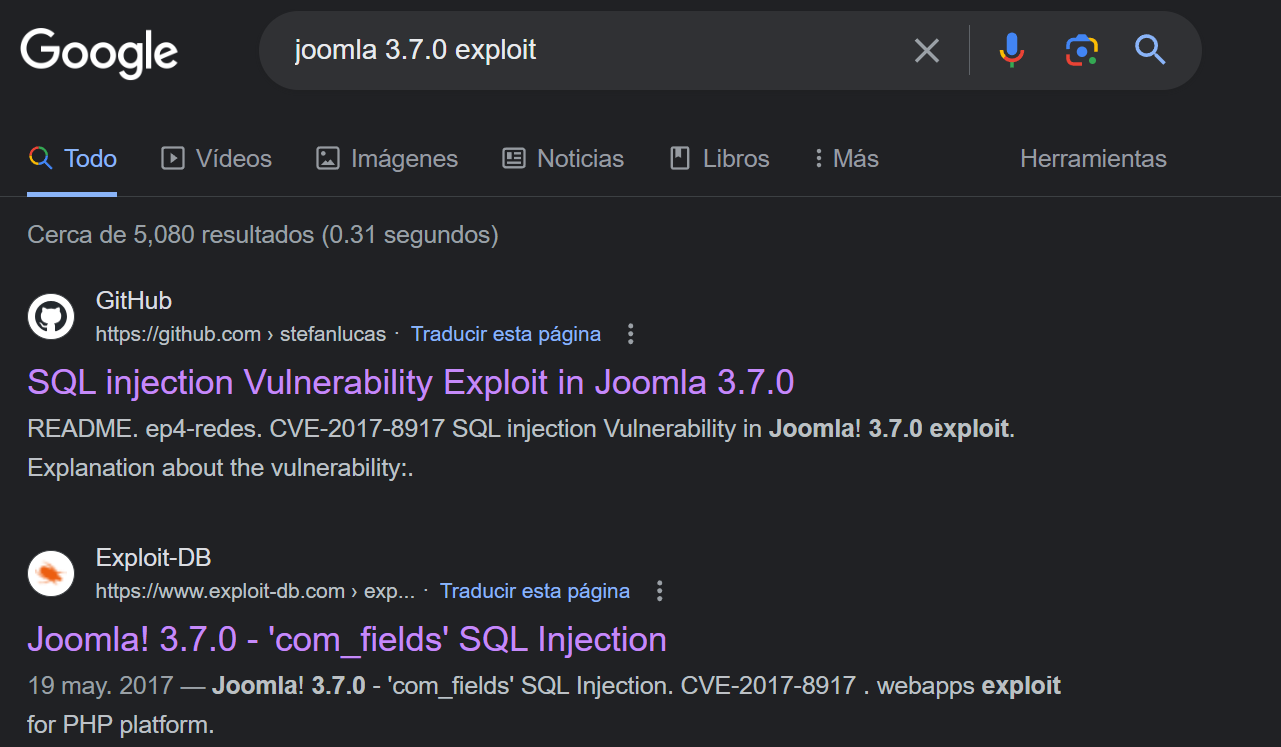 Google
joomla 3.7.0 exploit
Todo Vídeos Imágenes Noticias Libros Más Herramientas
Cerca de 5,080 resultados (0.31 segundos)
GitHub
https://github.com › stefanlucas · Traducir esta página
SQL injection Vulnerability Exploit in Joomla 3.7.0
README. ep4-redes. CVE-2017-8917 SQL injection Vulnerability in Joomla! 3.7.0 exploit.
Explanation about the vulnerability:.
Exploit-DB
https://www.exploit-db.com › exp... · Traducir esta página
Joomla! 3.7.0 - 'com_fields' SQL Injection
19 may. 2017 — Joomla! 3.7.0 - 'com_fields' SQL Injection. CVE-2017-8917 . webapps exploit
for PHP platform.